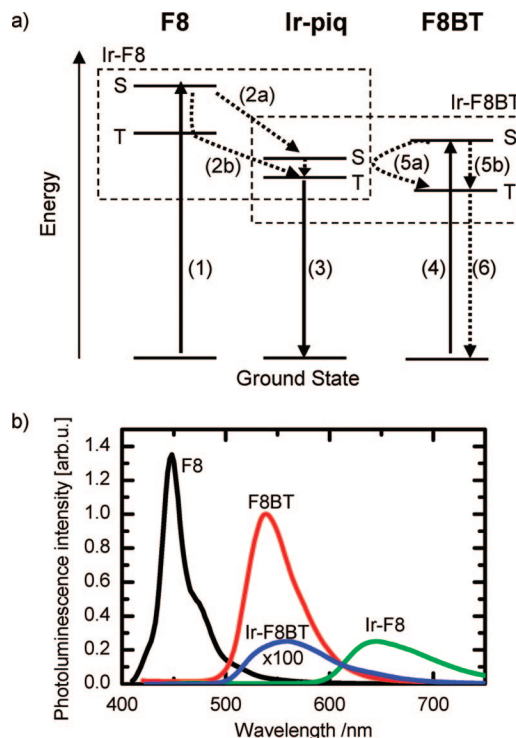 a)
F8 Ir-piq F8BT
Ir-F8
Ir-F8BT
S
(2a)
T
(2b)
S
T
S
(5a)
(5b)
T
Energy
(1)
(3)
(4)
(6)
Ground State
b)
Photoluminescence intensity [arb.u.]
1.4
1.2
1.0
0.8
0.6
0.4
0.2
0.0
F8
F8BT
Ir-F8BT
x100
Ir-F8
400 500 600 700
Wavelength /nm